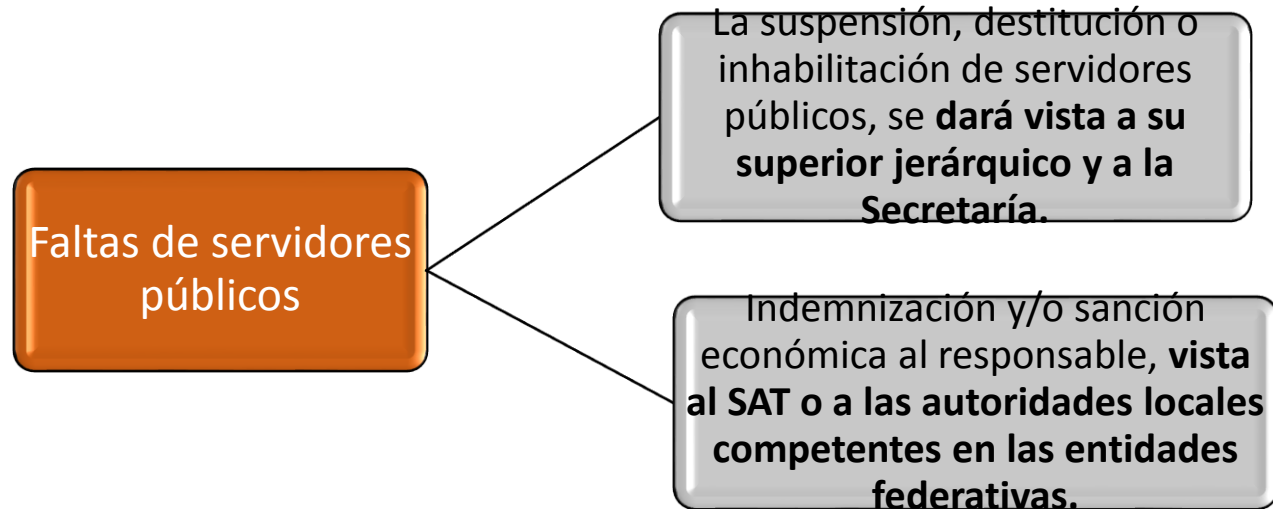 Faltas de servidores
públicos
La suspensión, destitución o
inhabilitación de servidores
públicos, se dará vista a su
superior jerárquico y a la
Secretaría.
Indemnización y/o sanción
económica al responsable, vista
al SAT o a las autoridades locales
competentes en las entidades
federativas.